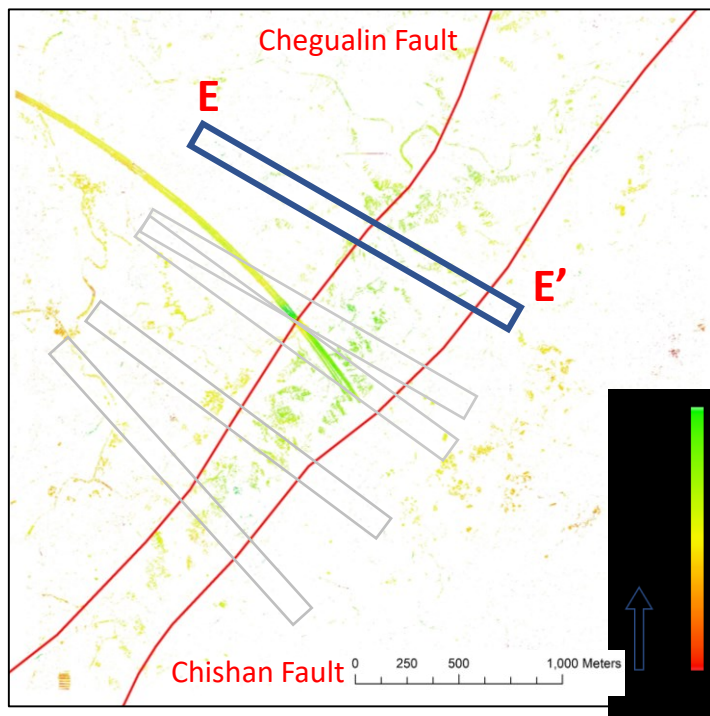 Chegualin Fault
E
E’
Chishan Fault
0 250 500 1,000 Meters